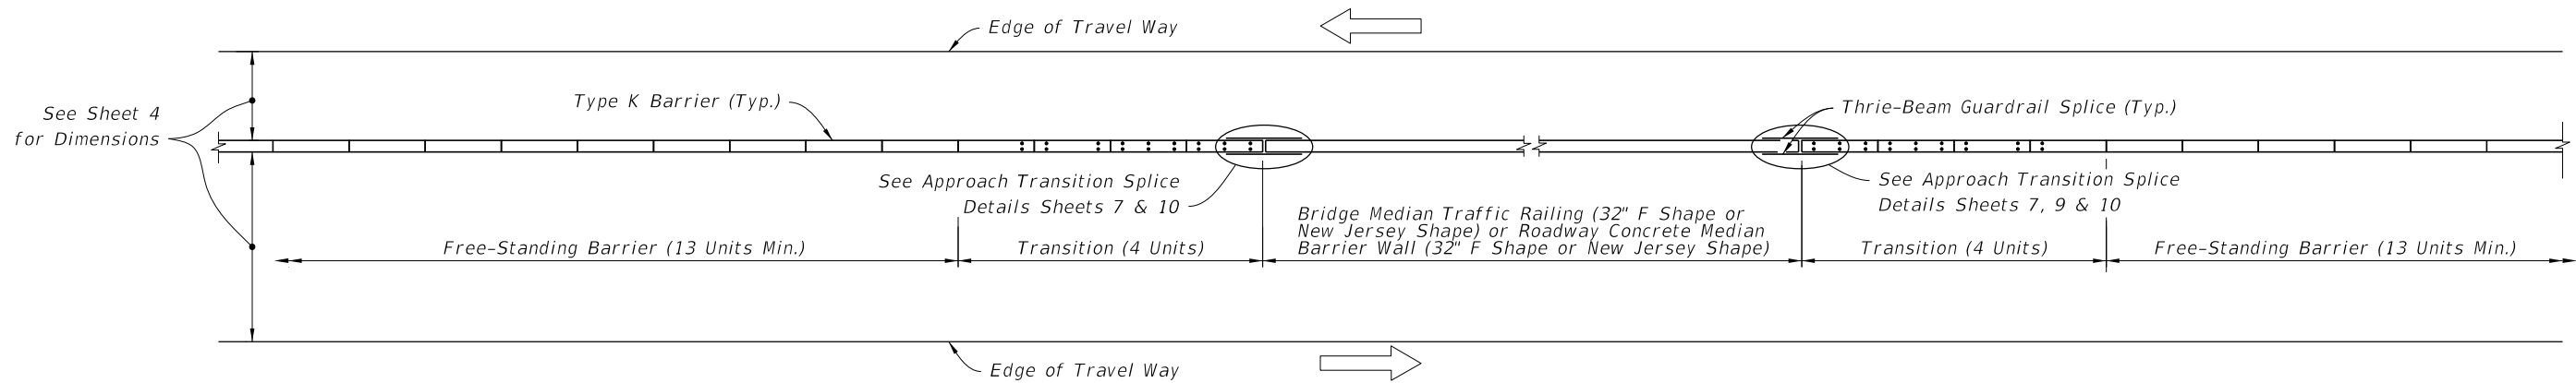 Edge of Travel Way
See Sheet 4
for Dimensions
Type K Barrier (Typ.)
Thrie-Beam Guardrail Splice (Typ.)
See Approach Transition Splice
Details Sheets 7 & 10
See Approach Transition Splice
Details Sheets 7, 9 & 10
Free-Standing Barrier (13 Units Min.)
Transition (4 Units)
Bridge Median Traffic Railing (32" F Shape or
New Jersey Shape) or Roadway Concrete Median
Barrier Wall (32" F Shape or New Jersey Shape)
Transition (4 Units)
Free-Standing Barrier (13 Units Min.)
Edge of Travel Way